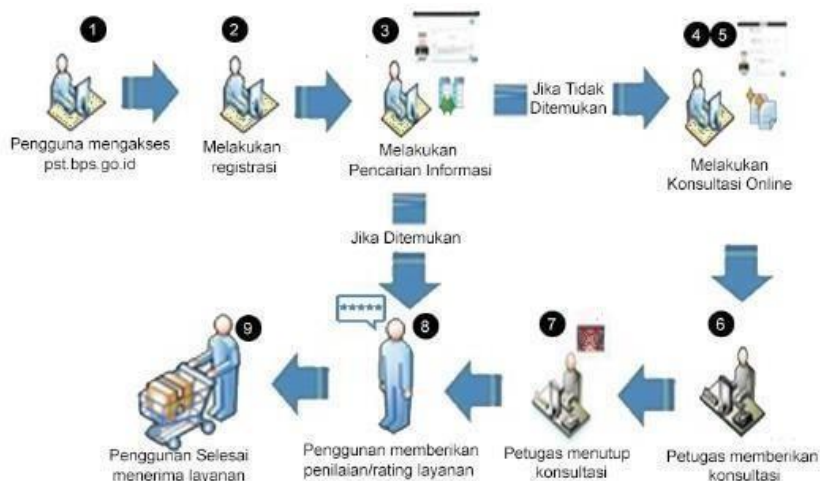 1
Pengguna mengakses
pst.bps.go.id
2
Melakukan
registrasi
3
Melakukan
Pencarian Informasi
Jika Tidak
Ditemukan
4 5
Melakukan
Konsultasi Online
Jika Ditemukan
6
Petugas memberikan
konsultasi
7
Petugas menutup
konsultasi
*****
8
Penggunan memberikan
penilaian/rating layanan
9
Penggunan Selesai
menerima layanan